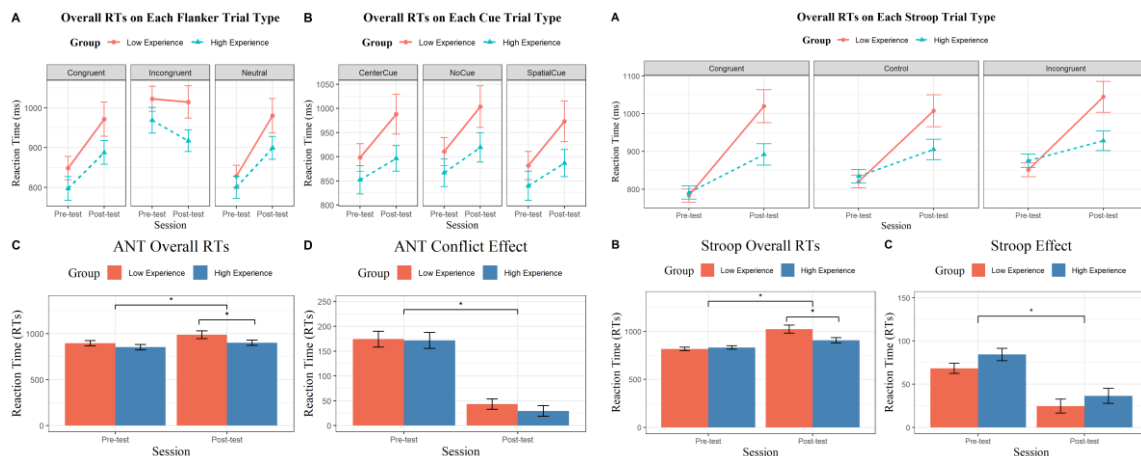 A Overall RTs on Each Flanker Trial Type
Group Low Experience High Experience
Congruent Incongruent Neutral
Reaction Time (ms)
1000
900
800
Pre-test Post-test Pre-test Post-test Pre-test Post-test
Session
B Overall RTs on Each Cue Trial Type
Group Low Experience High Experience
CenterCue NoCue SpatialCue
Reaction Time (ms)
1050
1000
950
900
850
800
Pre-test Post-test Pre-test Post-test Pre-test Post-test
Session
C ANT Overall RTs
Group Low Experience High Experience
Reaction Time (RTs)
1000
500
0
* *
Pre-test Post-test
Session
D ANT Conflict Effect
Group Low Experience High Experience
Reaction Time (RTs)
250
200
150
100
50
0
*
Pre-test Post-test
Session
A Overall RTs on Each Stroop Trial Type
Group Low Experience High Experience
Congruent Control Incongruent
Reaction Time (ms)
1100
1000
900
800
Pre-test Post-test Pre-test Post-test Pre-test Post-test
Session
B Stroop Overall RTs
Group Low Experience High Experience
Reaction Time (RTs)
1000
500
0
* *
Pre-test Post-test
Session
C Stroop Effect
Group Low Experience High Experience
Reaction Time (RTs)
150
100
50
0
*
Pre-test Post-test
Session